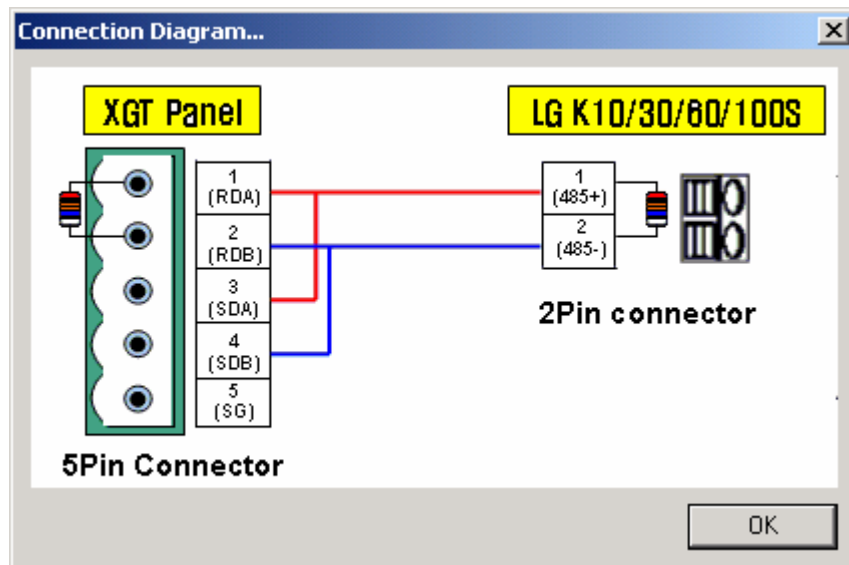 Connection Diagram...
XGT Panel
LG K10/30/60/100S
1
(RDA)
2
(RDB)
3
(SDA)
4
(SDB)
5
(SG)
1
(485+)
2
(485-)
2Pin connector
5Pin Connector
OK